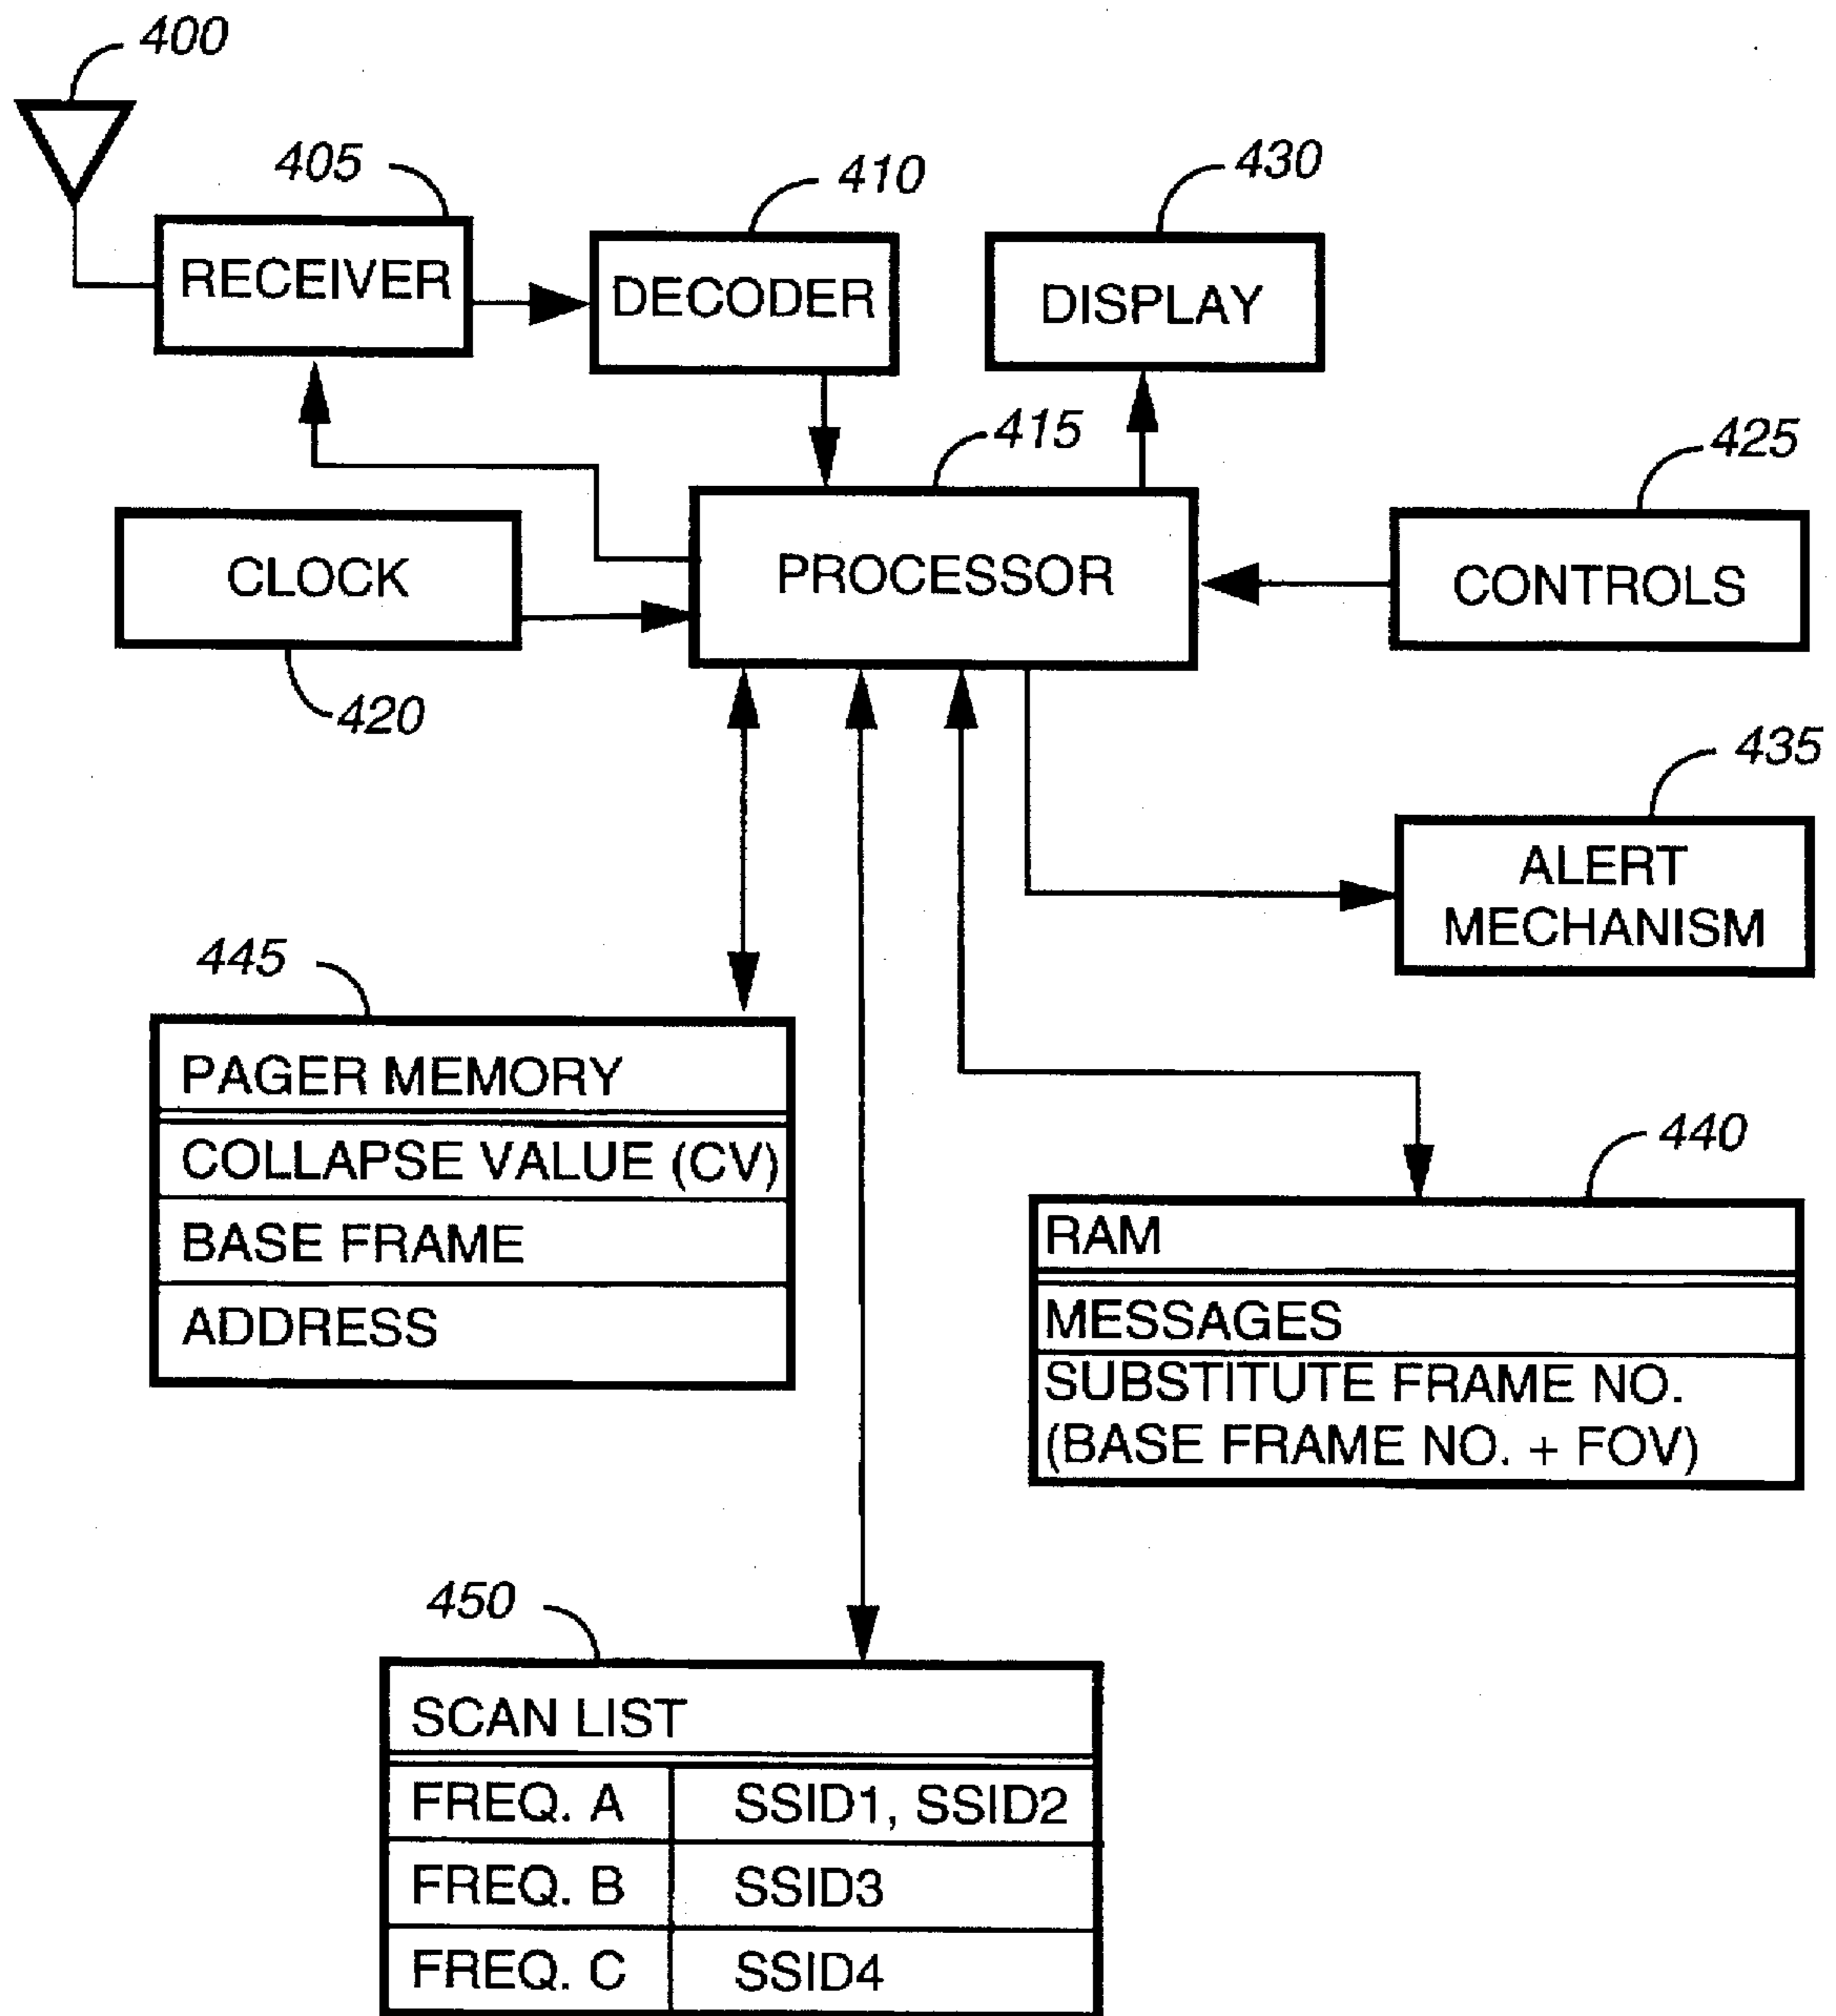 400
405
410
430
RECEIVER
DECODER
DISPLAY
415
425
CLOCK
PROCESSOR
CONTROLS
420
435
ALERT
MECHANISM
445
PAGER MEMORY
COLLAPSE VALUE (CV)
BASE FRAME
ADDRESS
440
RAM
MESSAGES
SUBSTITUTE FRAME NO.
(BASE FRAME NO. + FOV)
450
SCAN LIST
FREQ. A SSID1, SSID2
FREQ. B SSID3
FREQ. C SSID4